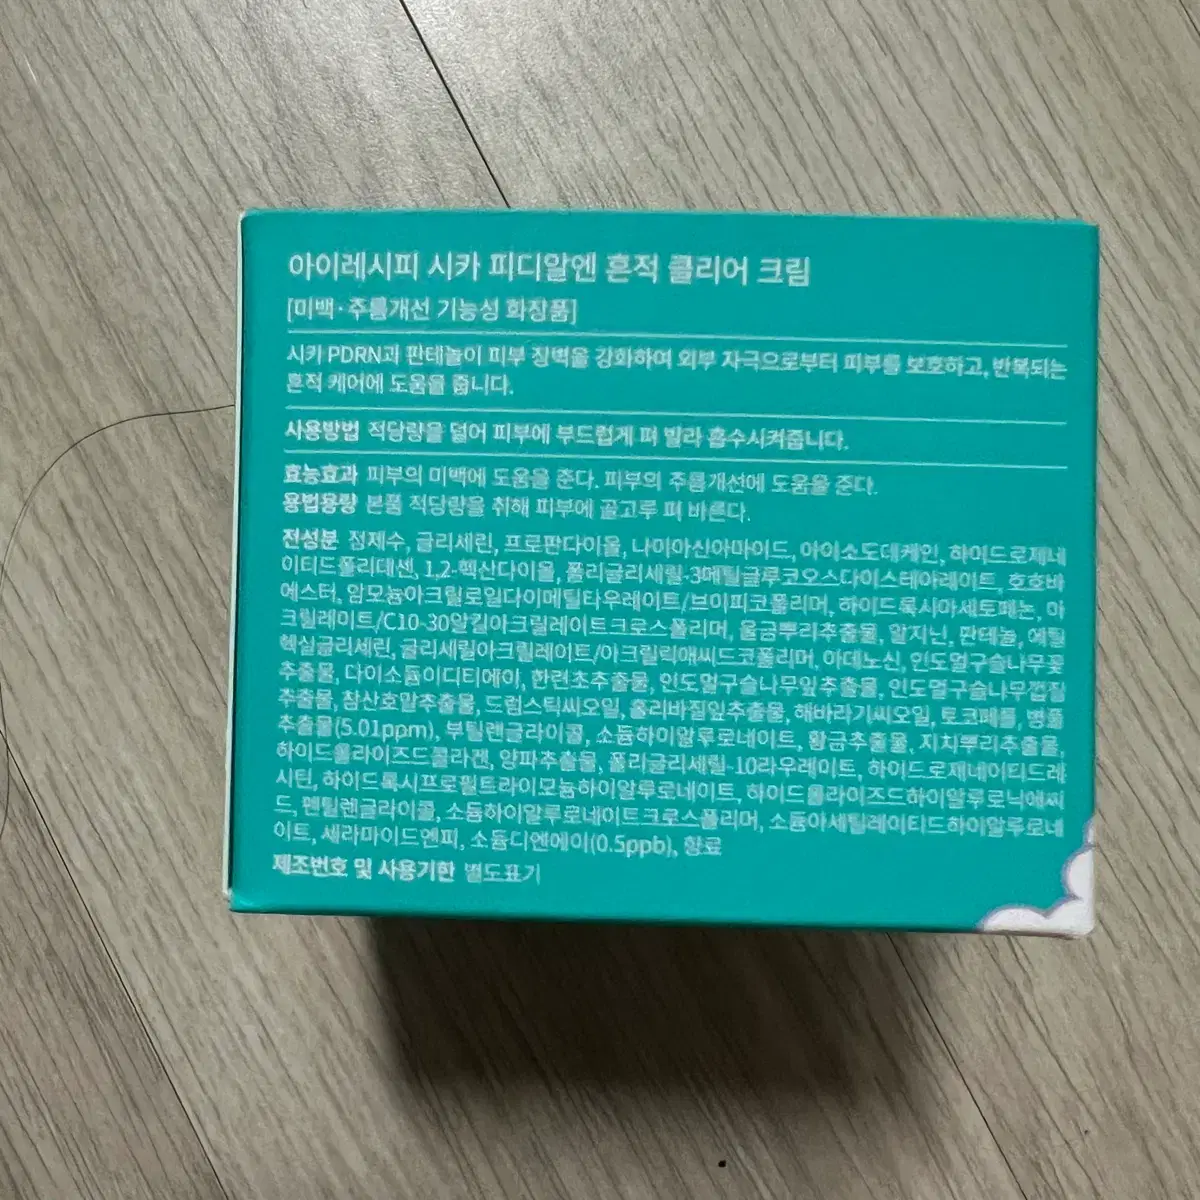 아이레시피 시카 피디알엔 흔적 클리어 크림
[미백·주름개선 기능성 화장품]
시카 PDRN과 판테놀이 피부 장벽을 강화하여 외부 자극으로부터 피부를 보호하고, 반복되는
흔적 케어에 도움을 줍니다.
사용방법 적당량을 덜어 피부에 부드럽게 펴 발라 흡수시켜줍니다.
효능효과 피부의 미백에 도움을 준다. 피부의 주름개선에 도움을 준다.
용법용량 본품 적당량을 취해 피부에 골고루 펴 바른다.
전성분 정제수, 글리세린, 프로판다이올, 나이아신아마이드, 아이소도데케인, 하이드로제네
이티드폴리데센, 1,2-헥산다이올, 폴리글리세릴-3메틸글루코오스다이스테아레이트, 호호바
에스터, 암모늄아크릴로일다이메틸타우레이트/브이피코폴리머, 하이드록시아세토페논, 아
크릴레이트/C10-30알킬아크릴레이트크로스폴리머, 울금뿌리추출물, 알지닌, 판테놀, 에틸
헥실글리세린, 글리세릴아크릴레이트/아크릴릭애씨드코폴리머, 아데노신, 인도멀구슬나무꽃
추출물, 다이소듐이디티에이, 한련초추출물, 인도멀구슬나무잎추출물, 인도멀구슬나무껍질
추출물, 참산호말추출물, 드럼스틱씨오일, 홀리바질잎추출물, 해바라기씨오일, 토코페롤, 병풀
추출물(5.01ppm), 부틸렌글라이콜, 소듐하이알루로네이트, 황금추출물, 지치뿌리추출물,
하이드롤라이즈드콜라겐, 양파추출물, 폴리글리세릴-10라우레이트, 하이드로제네이티드레
시틴, 하이드록시프로필트라이모늄하이알루로네이트, 하이드롤라이즈드하이알루로닉애씨
드, 펜틸렌글라이콜, 소듐하이알루로네이트크로스폴리머, 소듐아세틸레이티드하이알루로네
이트, 세라마이드엔피, 소듐디엔에이(0.5ppb), 향료
제조번호 및 사용기한 별도표기